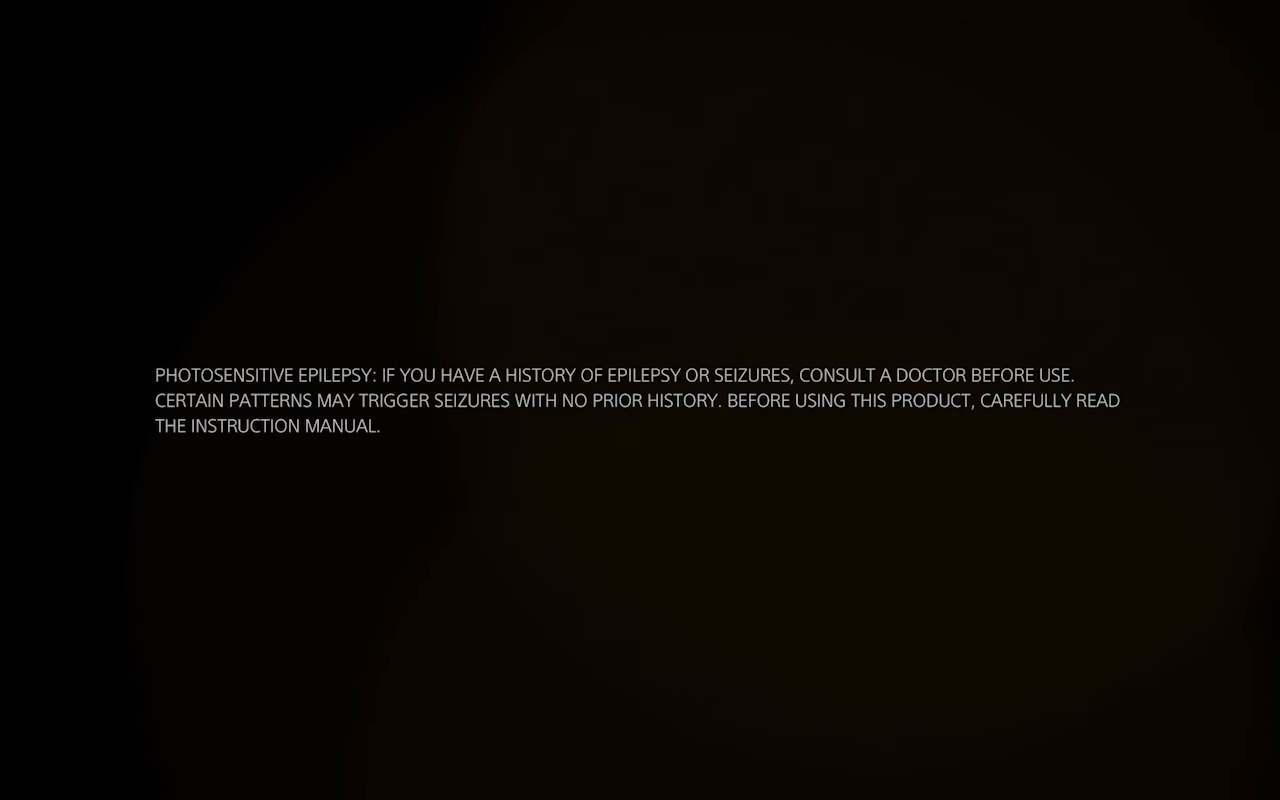 PHOTOSENSITIVE EPILEPSY: IF YOU HAVE A HISTORY OF EPILEPSY OR SEIZURES, CONSULT A DOCTOR BEFORE USE.
CERTAIN PATTERNS MAY TRIGGER SEIZURES WITH NO PRIOR HISTORY. BEFORE USING THIS PRODUCT, CAREFULLY READ
THE INSTRUCTION MANUAL.